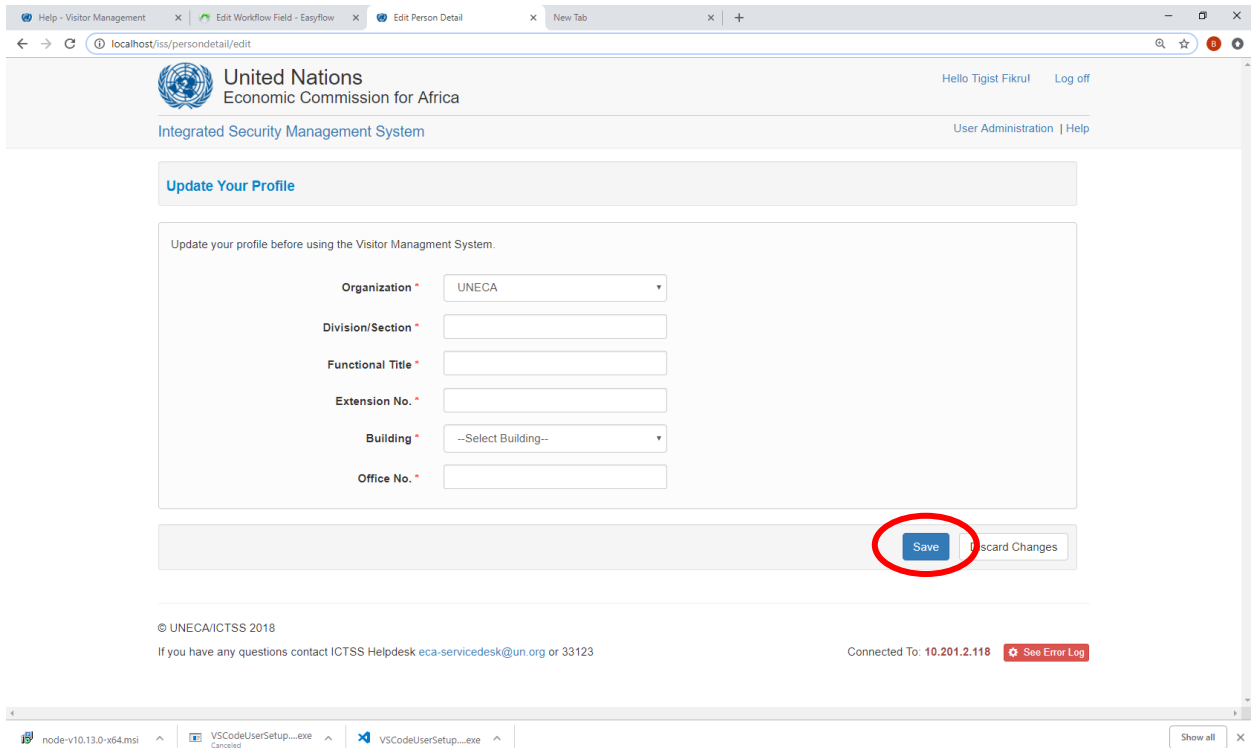 Help - Visitor Management
Edit Workflow Field - Easyflow
Edit Person Detail
New Tab
localhost/iss/persondetail/edit
B
United Nations
Economic Commission for Africa
Hello Tigist Fikru!
Log off
Integrated Security Management System
User Administration | Help
Update Your Profile
Update your profile before using the Visitor Managment System.
Organization *
UNECA
Division/Section *
Functional Title *
Extension No. *
Building *
--Select Building--
Office No. *
Save
Discard Changes
© UNECA/ICTSS 2018
If you have any questions contact ICTSS Helpdesk eca-servicedesk@un.org or 33123
Connected To: 10.201.2.118
See Error Log
node-v10.13.0-x64.msi
VSCodeUserSetup....exe
Canceled
VSCodeUserSetup....exe
Show all